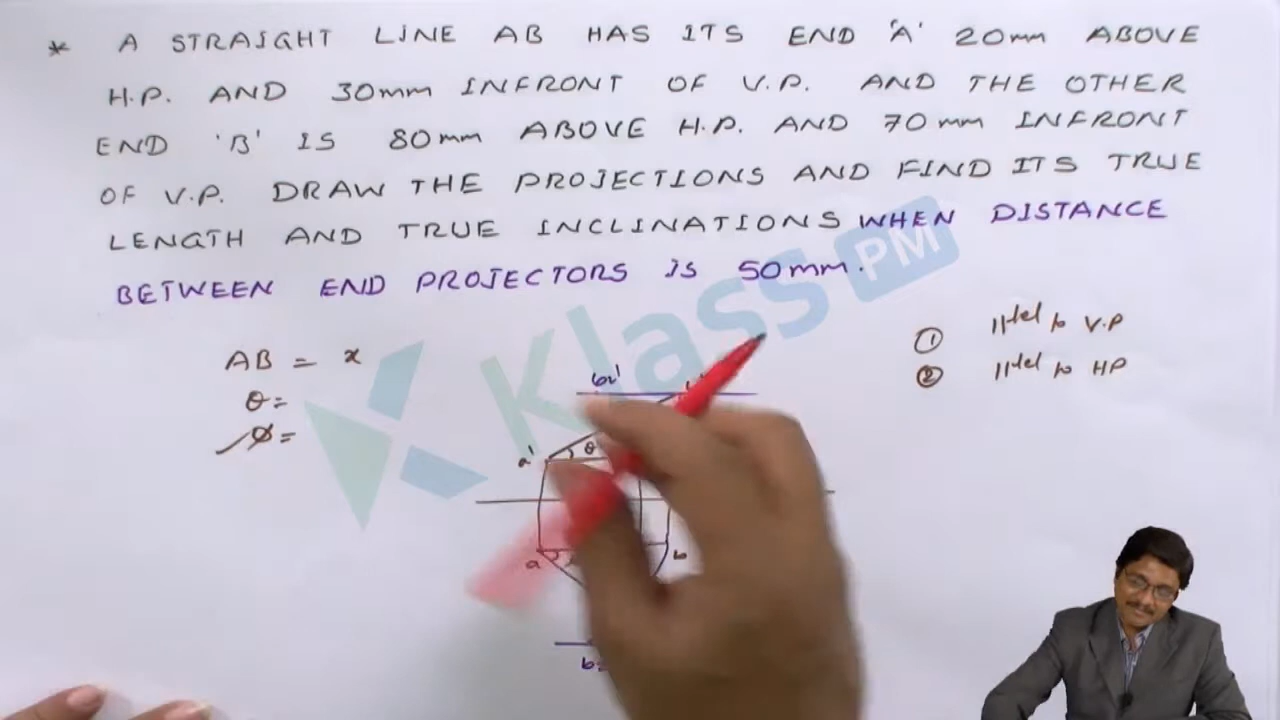 * A STRAIGHT LINE AB HAS ITS END 'A' 20mm ABOVE
H.P. AND 30mm INFRONT OF V.P. AND THE OTHER
END 'B' IS 80mm ABOVE H.P. AND 70mm INFRONT
OF V.P. DRAW THE PROJECTIONS AND FIND ITS TRUE
LENGTH AND TRUE INCLINATIONS WHEN DISTANCE
BETWEEN END PROJECTORS IS 50mm.
Klass PM
AB = x
θ =
Ø =
① ||lel to V.P
② ||lel to HP
b2'
a'
θ
a
b